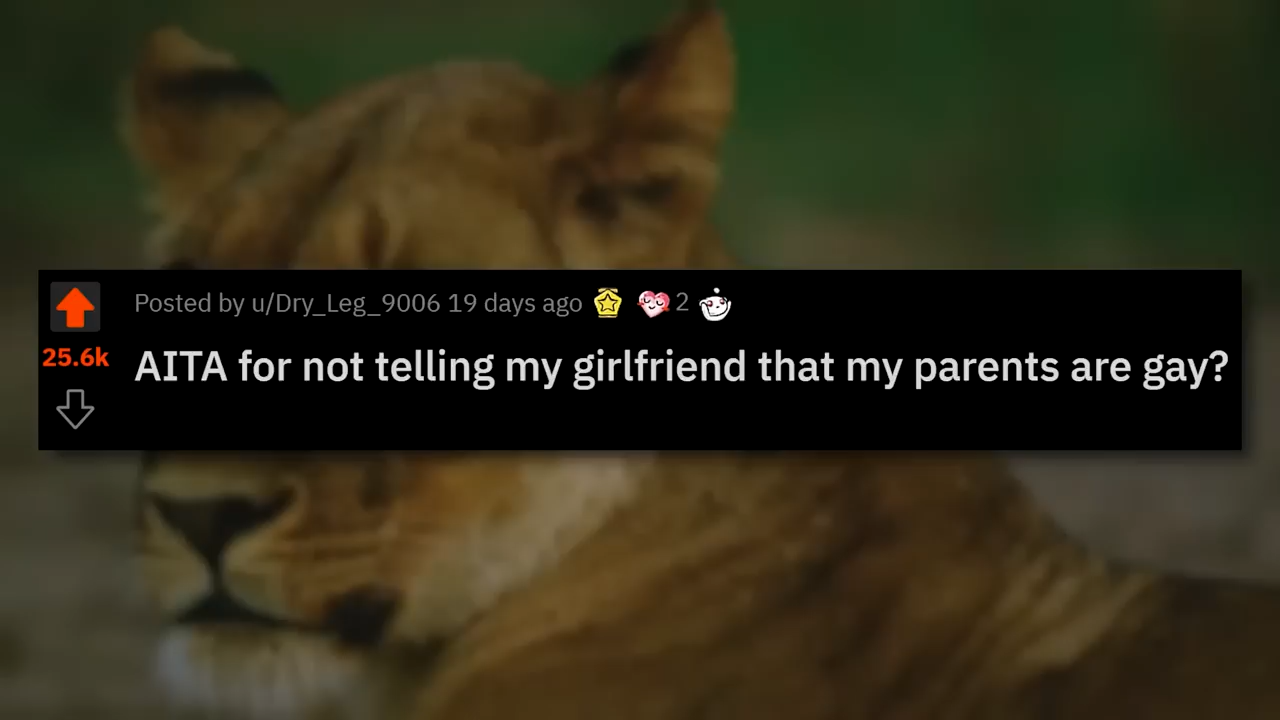 Posted by u/Dry_Leg_9006 19 days ago 2
25.6k
AITA for not telling my girlfriend that my parents are gay?